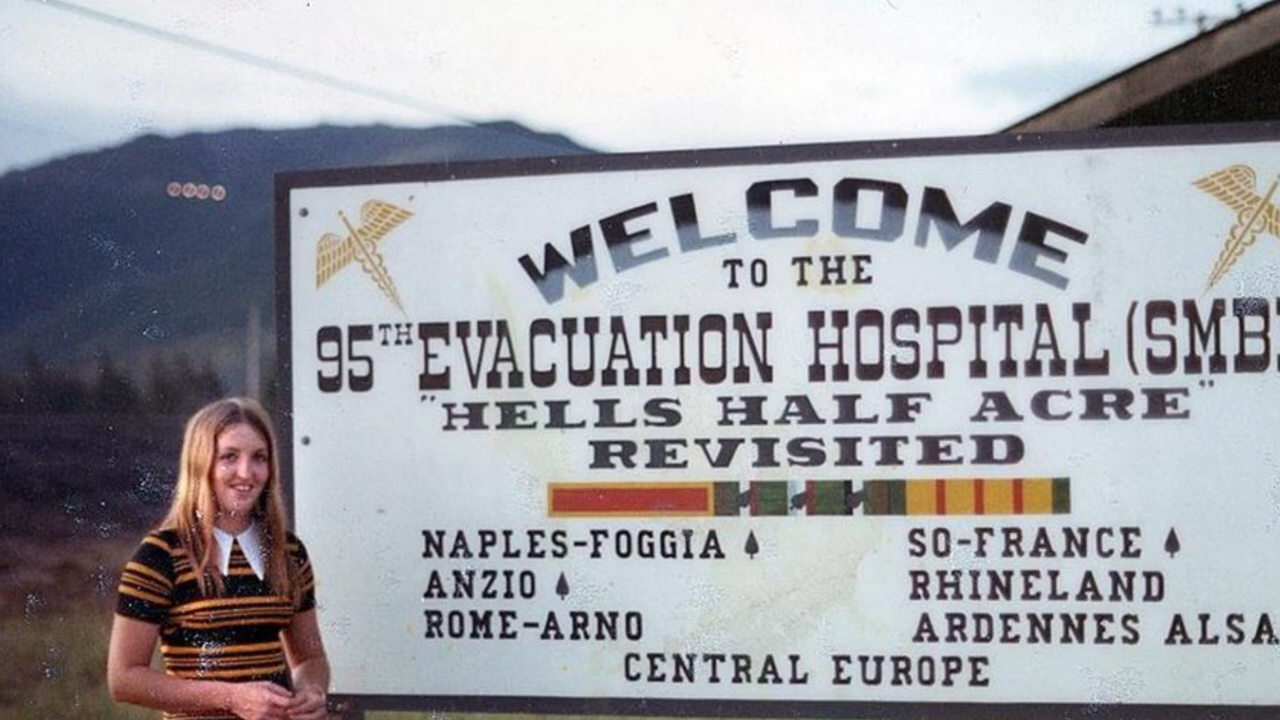 WELCOME
TO THE
95TH EVACUATION HOSPITAL (SMB
"HELLS HALF ACRE"
REVISITED
NAPLES-FOGGIA SO-FRANCE
ANZIO RHINELAND
ROME-ARNO ARDENNES ALSA
CENTRAL EUROPE